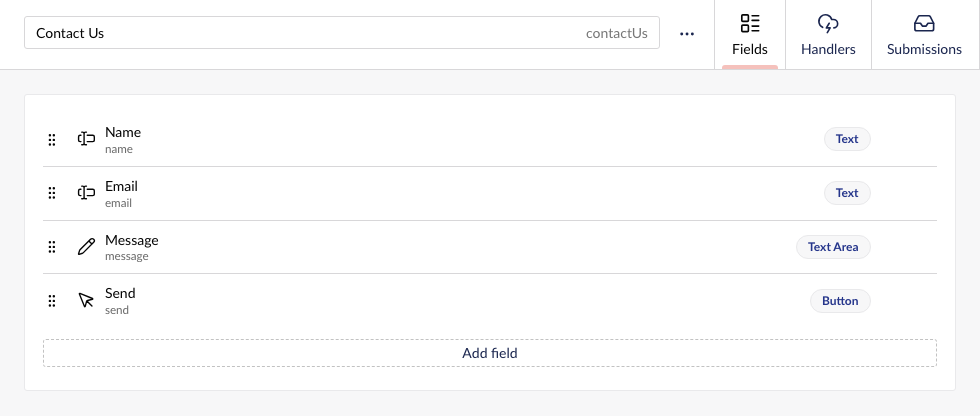 Contact Us
contactUs
Fields
Handlers
Submissions
Name
name
Text
Email
email
Text
Message
message
Text Area
Send
send
Button
Add field